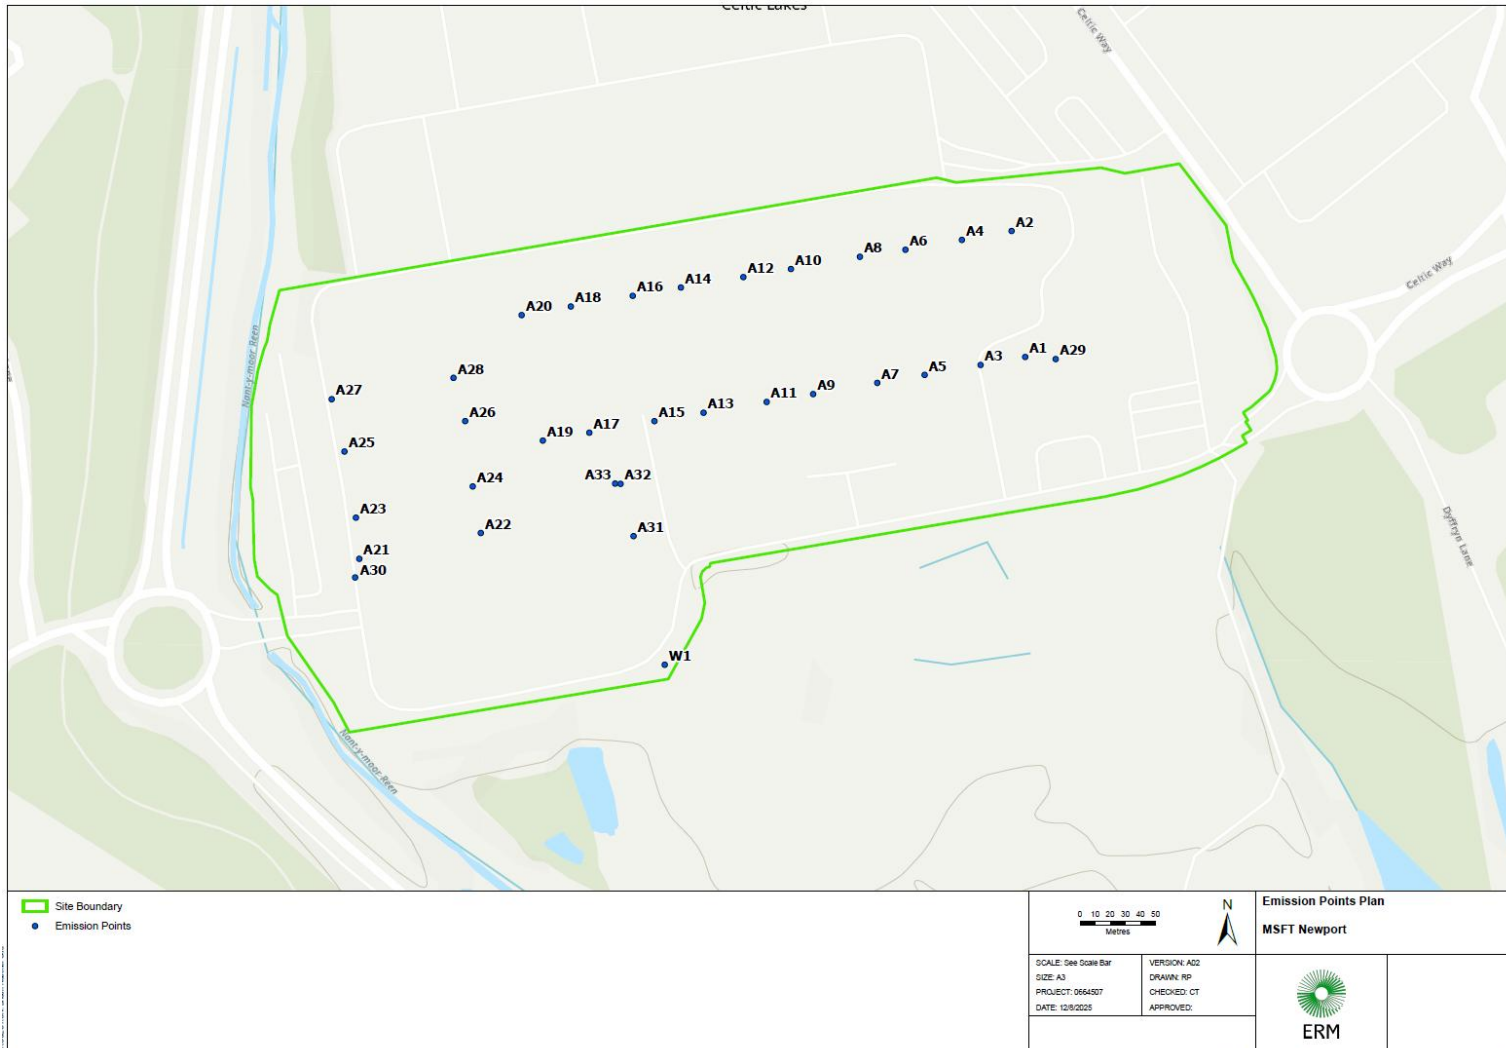 Celtic Lakes
Celtic Way
A2
A4
A6
A8
A10
A12
A14
A16
A18
A20
Celtic Way
Nant-y-moor Reen
A1
A29
A3
A5
A7
A9
A11
A13
A15
A17
A19
A28
A27
A26
A25
A24
A33
A32
A23
A22
A31
A21
A30
Dyffryn Lane
W1
Nant-y-moor Reen
Site Boundary
Emission Points
0 10 20 30 40 50
Metres
N
Emission Points Plan
MSFT Newport
SCALE: See Scale Bar
VERSION: A02
SIZE: A3
DRAWN: RP
PROJECT: 0664507
CHECKED: CT
DATE: 12/8/2025
APPROVED:
ERM